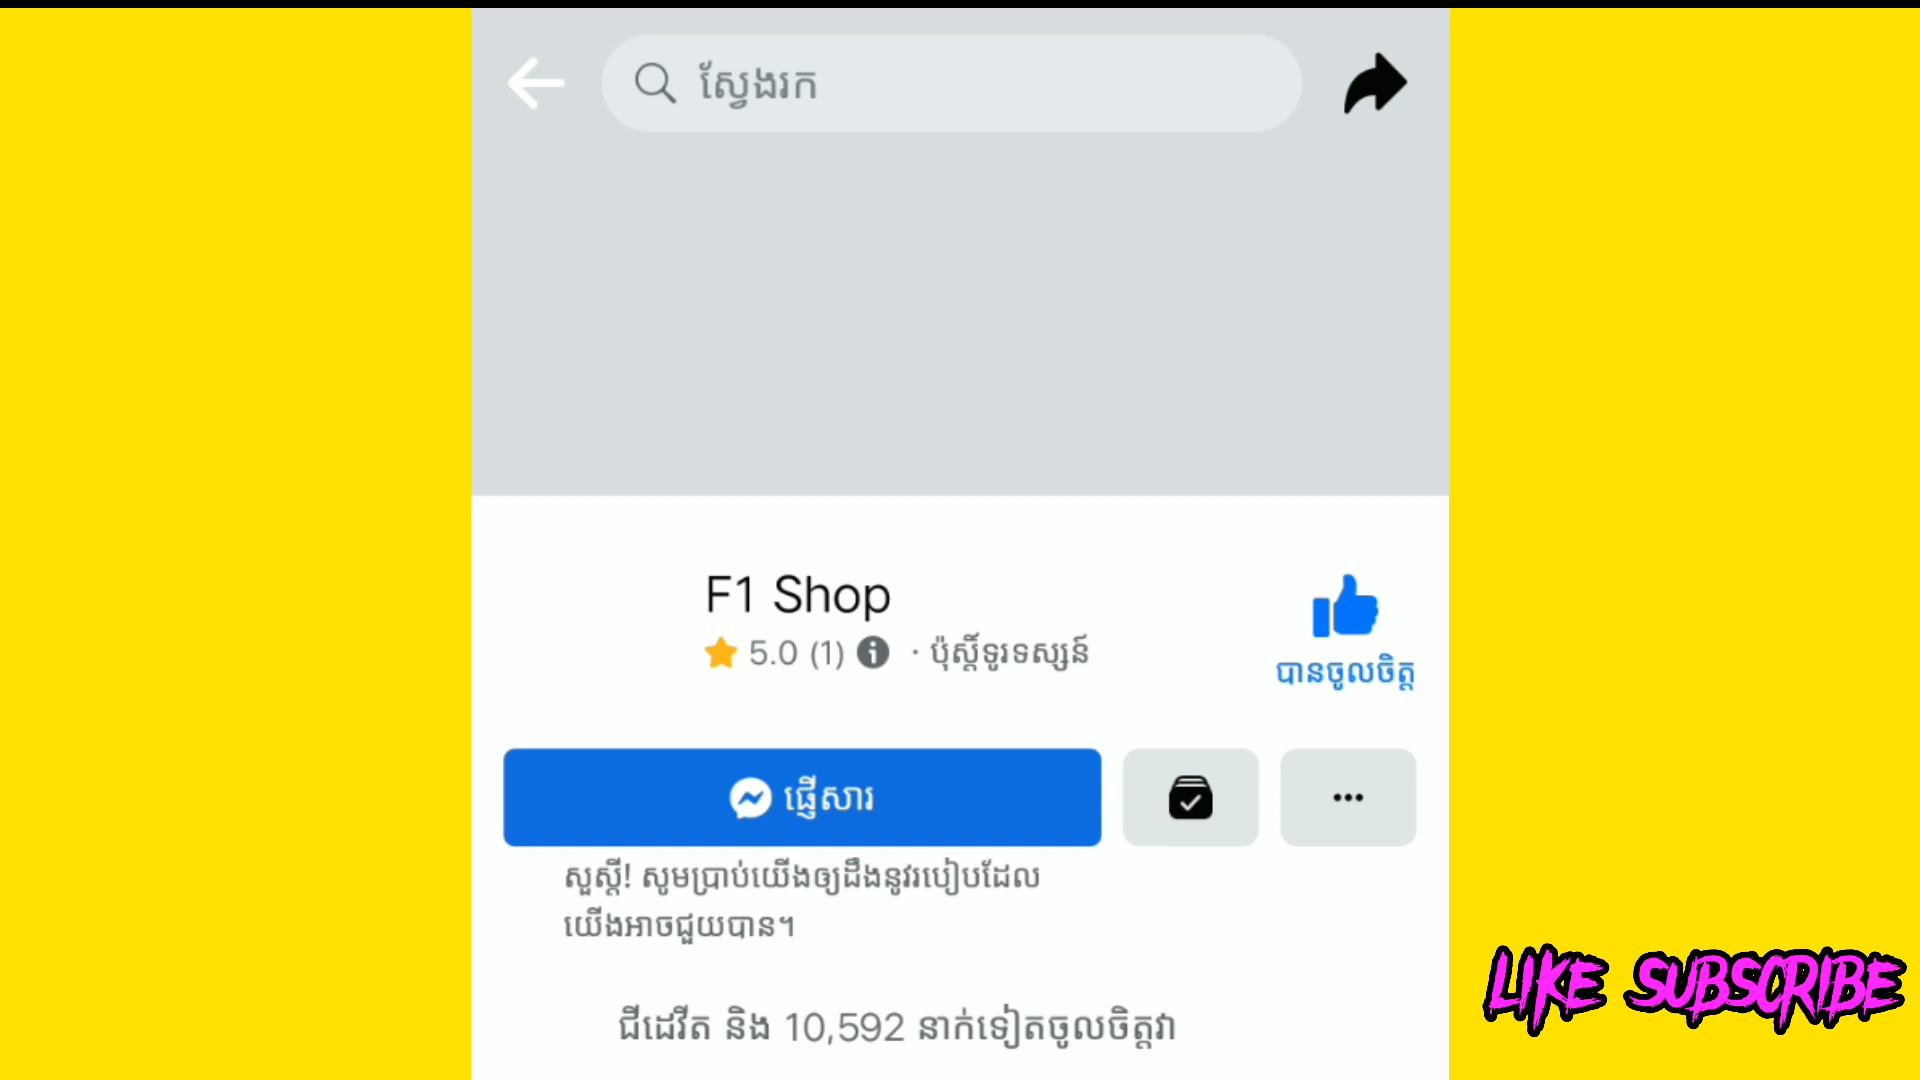 ស្វែងរក
F1 Shop
5.0 (1) · ប៉ុស្តិ៍ទូរទស្សន៍
បានចូលចិត្ត
ផ្ញើសារ
សួស្តី! សូមប្រាប់យើងឲ្យដឹងនូវរបៀបដែល
យើងអាចជួយបាន។
ជីដេវីត និង 10,592 នាក់ទៀតចូលចិត្តវា
LIKE SUBSCRIBE